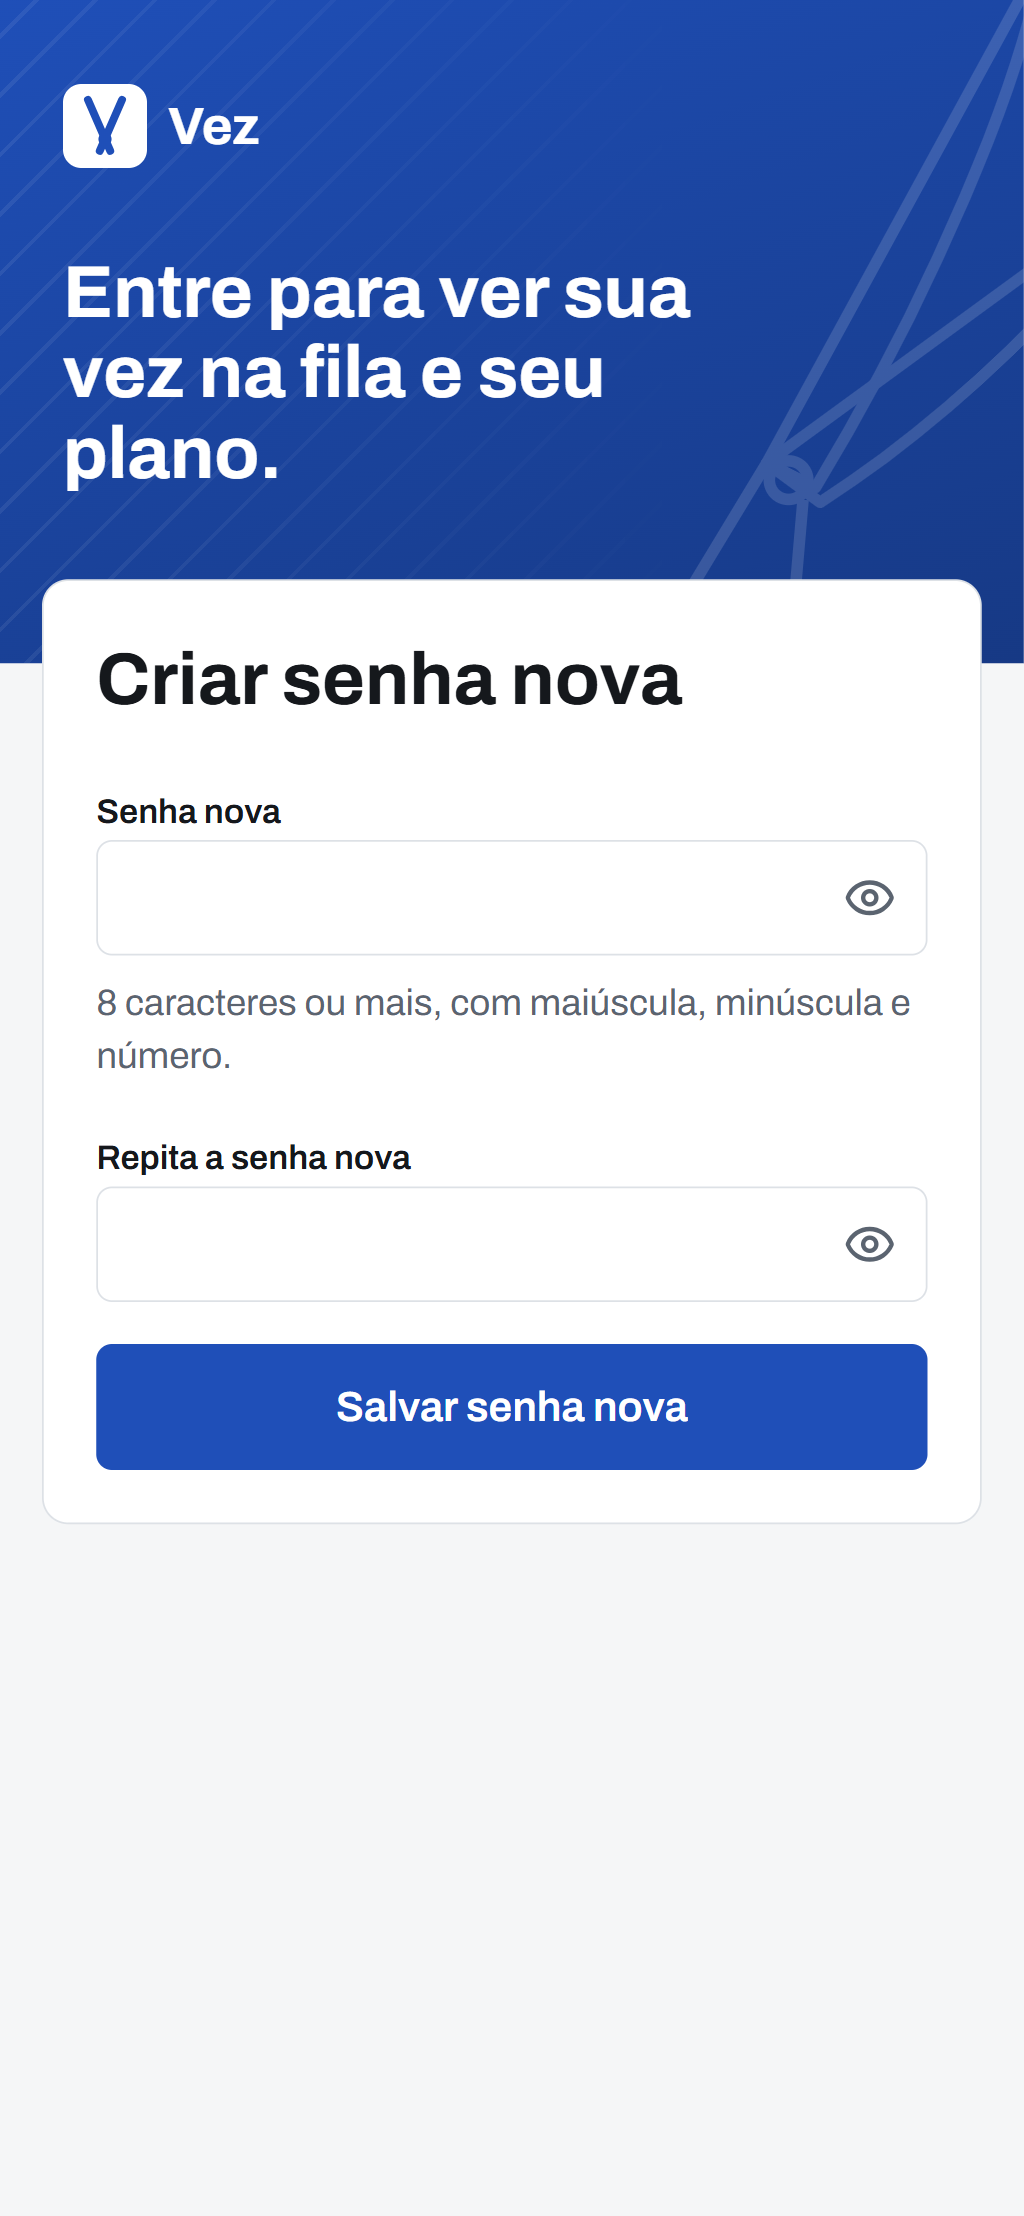 Vez
Entre para ver sua
vez na fila e seu
plano.
Criar senha nova
Senha nova
8 caracteres ou mais, com maiúscula, minúscula e
número.
Repita a senha nova
Salvar senha nova